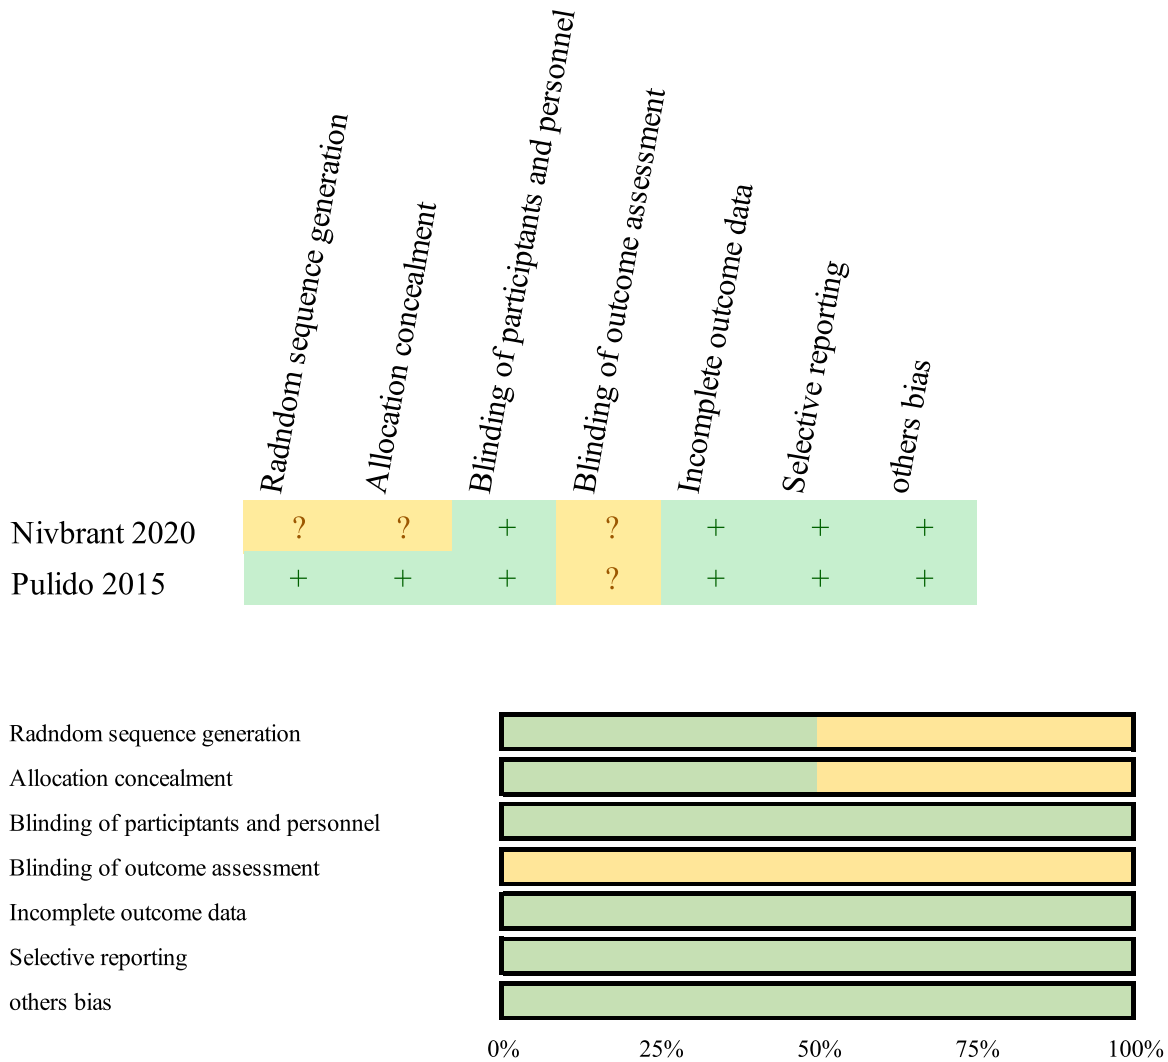 Radndom sequence generation
Allocation concealment
Blinding of participtants and personnel
Blinding of outcome assessment
Incomplete outcome data
Selective reporting
others bias
Nivbrant 2020 ? ? + ? + + +
Pulido 2015 + + + ? + + +
Radndom sequence generation
Allocation concealment
Blinding of participtants and personnel
Blinding of outcome assessment
Incomplete outcome data
Selective reporting
others bias
0% 25% 50% 75% 100%